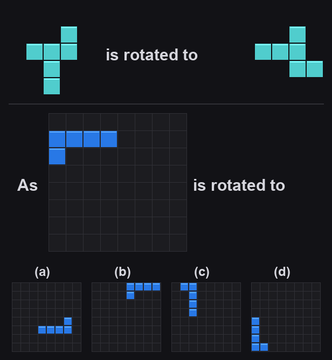 is rotated to
As is rotated to
(a) (b) (c) (d)